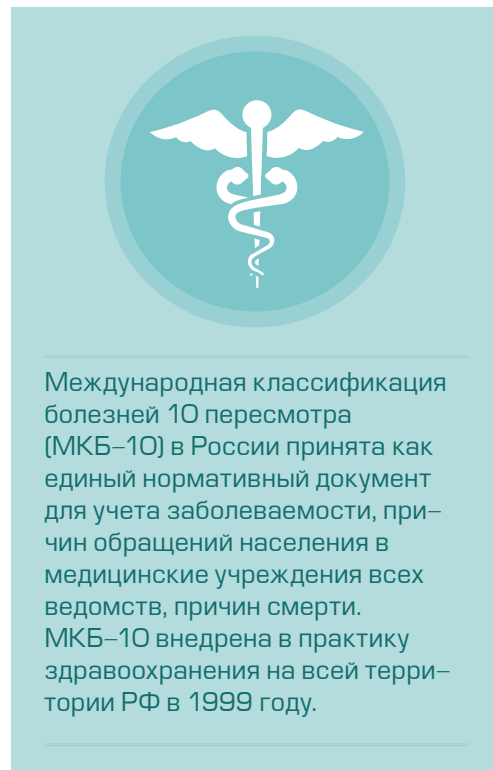 Международная классификация
болезней 10 пересмотра
(МКБ–10) в России принята как
единый нормативный документ
для учета заболеваемости, при–
чин обращений населения в
медицинские учреждения всех
ведомств, причин смерти.
МКБ–10 внедрена в практику
здравоохранения на всей терри–
тории РФ в 1999 году.